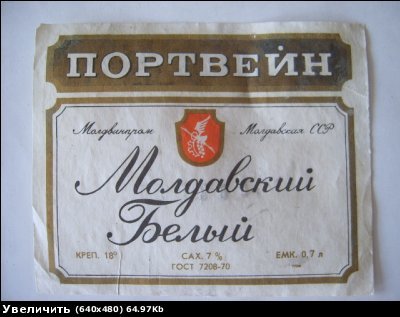 ПОРТВЕЙН
Молдвинпром Молдавская ССР
Молдавский
Белый
КРЕП. 18° САХ. 7% ЕМК. 0,7 л
ГОСТ 7208-70
Увеличить (640x480) 64.97Kb